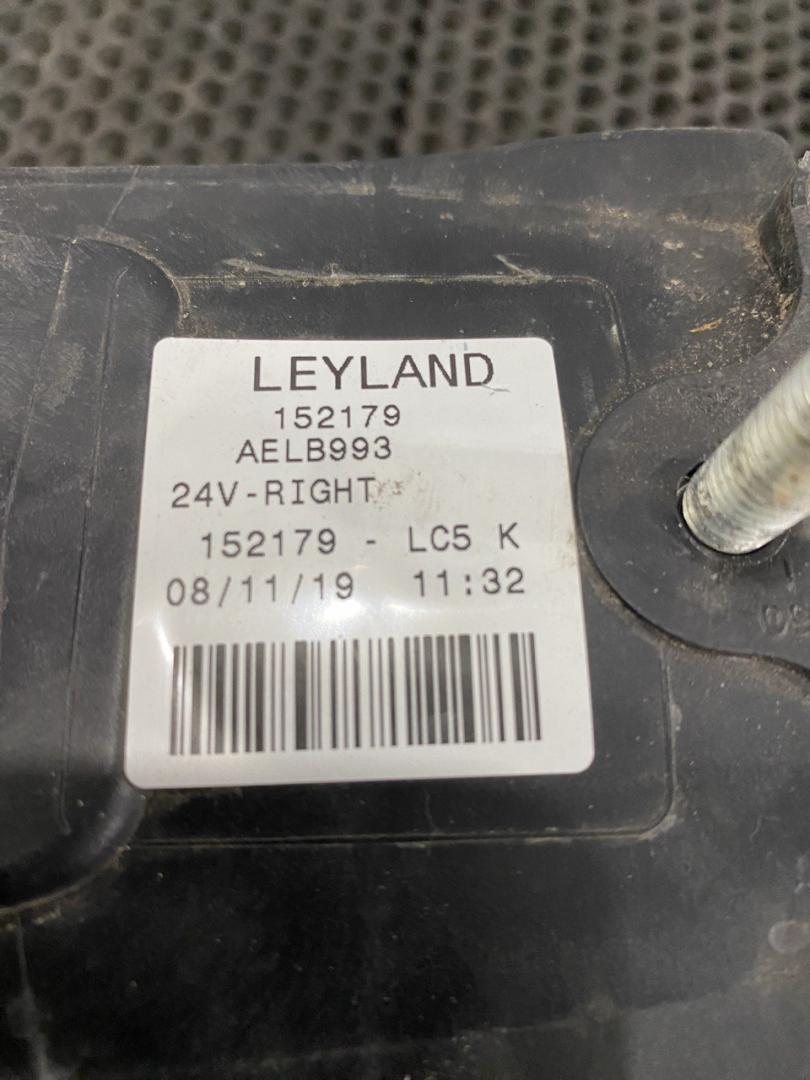 LEYLAND
152179
AELB993
24V-RIGHT
152179 - LC5 K
08/11/19 11:32